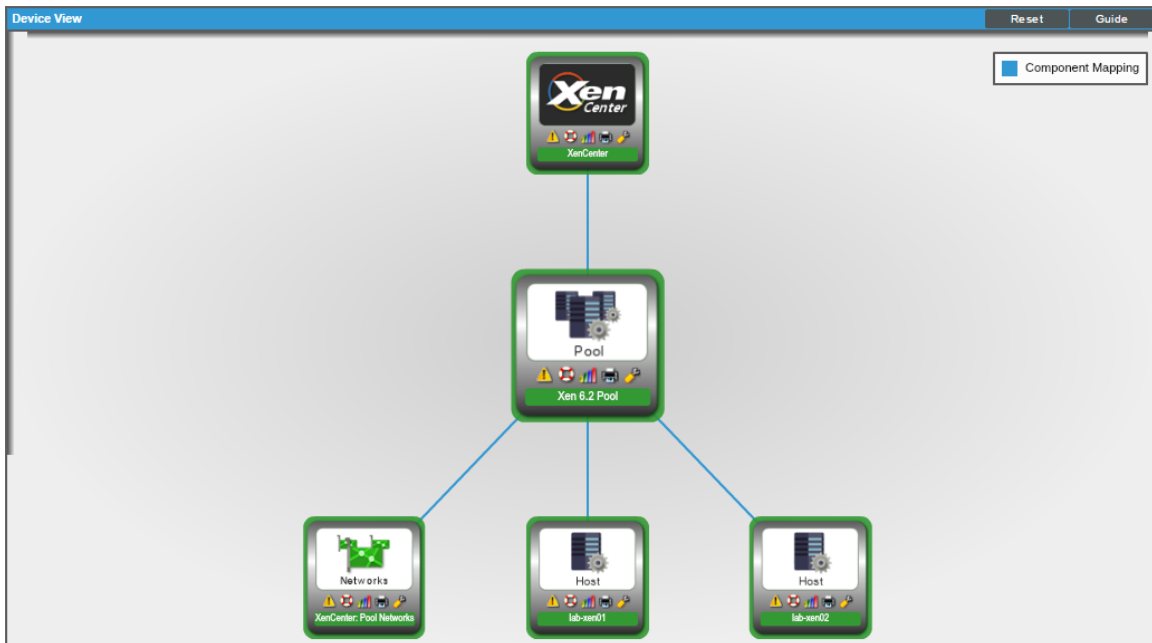 Device View
Reset
Guide
Component Mapping
Xen
Center
XenCenter
Pool
Xen 6.2 Pool
Networks
XenCenter: Pool Networks
Host
lab-xen01
Host
lab-xen02